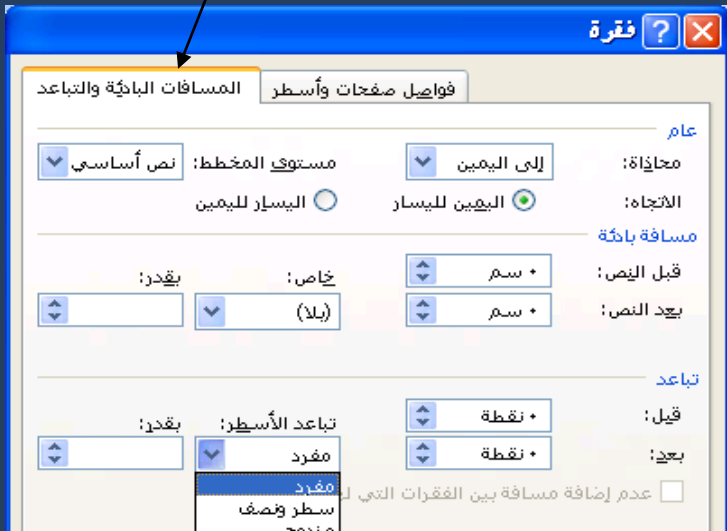 فقرة
المسافات البادئة والتباعد	فواصل صفحات وأسطر
عام
محاذاة: إلى اليمين مستوى المخطط: نص أساسي
الاتجاه: اليمين لليسار اليسار لليمين
مسافة بادئة
قبل النص: ٠ سم خاص: بقدر:
بعد النص: ٠ سم (بلا)
تباعد
قبل: ٠ نقطة تباعد الأسطر: بقدر:
بعد: ٠ نقطة مفرد
مفرد
عدم إضافة مسافة بين الفقرات التي
سطر ونصف
مزدوج